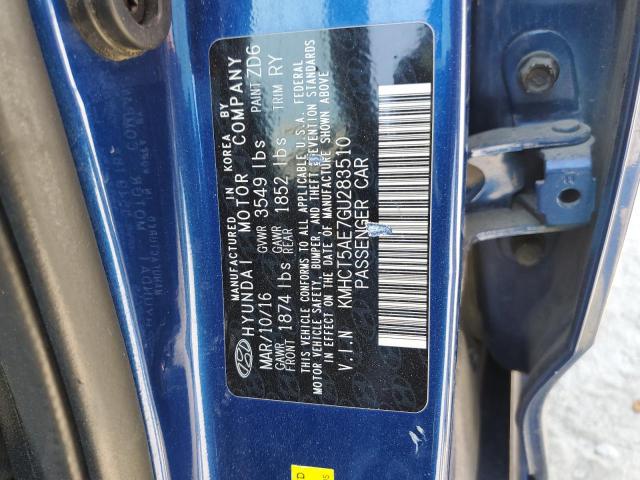 MANUFACTURED IN KOREA BY
HYUNDAI MOTOR COMPANY
MAR/10/16 GVWR 3549 lbs PAINT ZD6
GAWR FRONT 1874 lbs GAWR REAR 1852 lbs TRIM RY
THIS VEHICLE CONFORMS TO ALL APPLICABLE U.S.A. FEDERAL
MOTOR VEHICLE SAFETY, BUMPER, AND THEFT PREVENTION STANDARDS
IN EFFECT ON THE DATE OF MANUFACTURE SHOWN ABOVE
V.I.N KMHCT5AE7GU283510
PASSENGER CAR